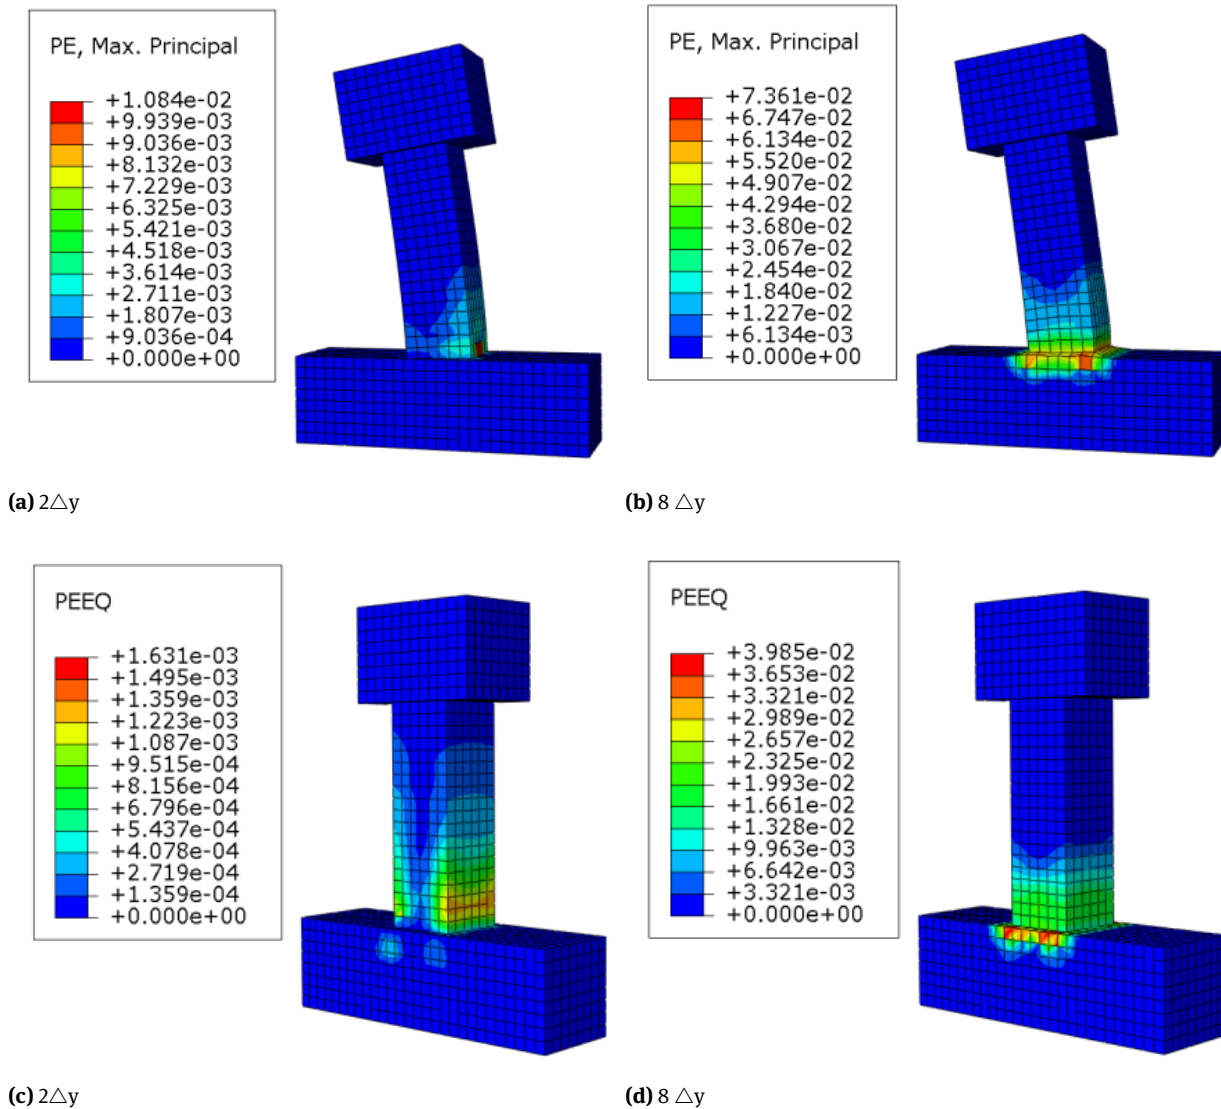 PE, Max. Principal
+1.084e-02
+9.939e-03
+9.036e-03
+8.132e-03
+7.229e-03
+6.325e-03
+5.421e-03
+4.518e-03
+3.614e-03
+2.711e-03
+1.807e-03
+9.036e-04
+0.000e+00
(a) 2△y
PE, Max. Principal
+7.361e-02
+6.747e-02
+6.134e-02
+5.520e-02
+4.907e-02
+4.294e-02
+3.680e-02
+3.067e-02
+2.454e-02
+1.840e-02
+1.227e-02
+6.134e-03
+0.000e+00
(b) 8 △y
PEEQ
+1.631e-03
+1.495e-03
+1.359e-03
+1.223e-03
+1.087e-03
+9.515e-04
+8.156e-04
+6.796e-04
+5.437e-04
+4.078e-04
+2.719e-04
+1.359e-04
+0.000e+00
(c) 2△y
PEEQ
+3.985e-02
+3.653e-02
+3.321e-02
+2.989e-02
+2.657e-02
+2.325e-02
+1.993e-02
+1.661e-02
+1.328e-02
+9.963e-03
+6.642e-03
+3.321e-03
+0.000e+00
(d) 8 △y